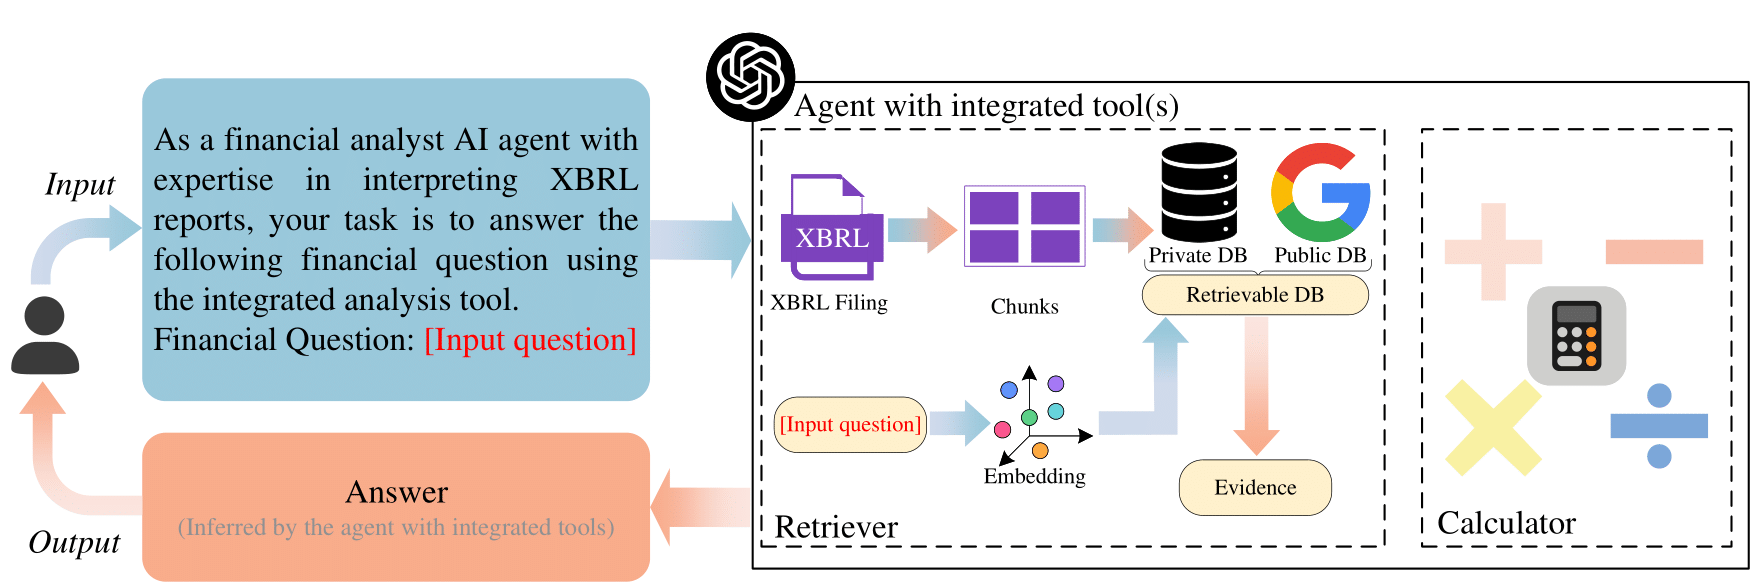 Input
As a financial analyst AI agent with
expertise in interpreting XBRL
reports, your task is to answer the
following financial question using
the integrated analysis tool.
Financial Question: [Input question]
Answer
(Inferred by the agent with integrated tools)
Output
Agent with integrated tool(s)
XBRL
XBRL Filing
Chunks
Private DB
Public DB
Retrievable DB
[Input question]
Embedding
Evidence
Retriever
Calculator